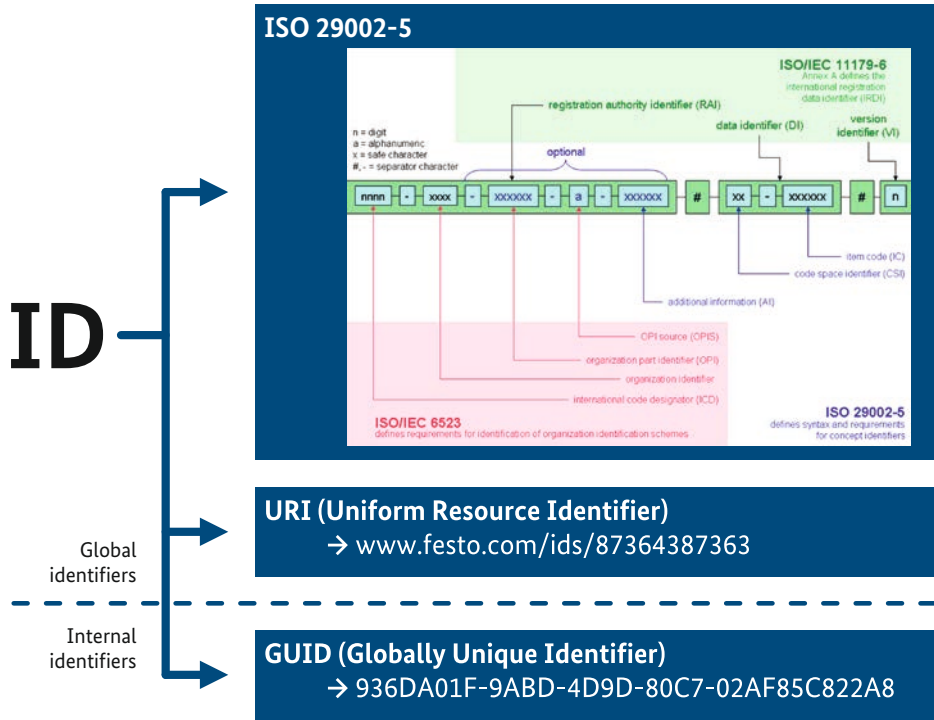 ISO 29002-5
ISO/IEC 11179-6
Annex A defines the
international registration
data identifier (IRDI)
registration authority identifier (RAI)
version
identifier (VI)
data identifier (DI)
n = digit
a = alphanumeric
x = safe character
#, - = separator character
optional
nnnn - xxxx - xxxxxx - a - xxxxxx # xx - xxxxxx # n
item code (IC)
code space identifier (CSI)
additional information (AI)
OPI source (OPIS)
organization part identifier (OPI)
organization identifier
international code designator (ICD)
ISO/IEC 6523
defines requirements for identification of organization identification schemes
ISO 29002-5
defines syntax and requirements
for concept identifiers
ID
URI (Uniform Resource Identifier)
→ www.festo.com/ids/87364387363
Global
identifiers
Internal
identifiers
GUID (Globally Unique Identifier)
→ 936DA01F-9ABD-4D9D-80C7-02AF85C822A8